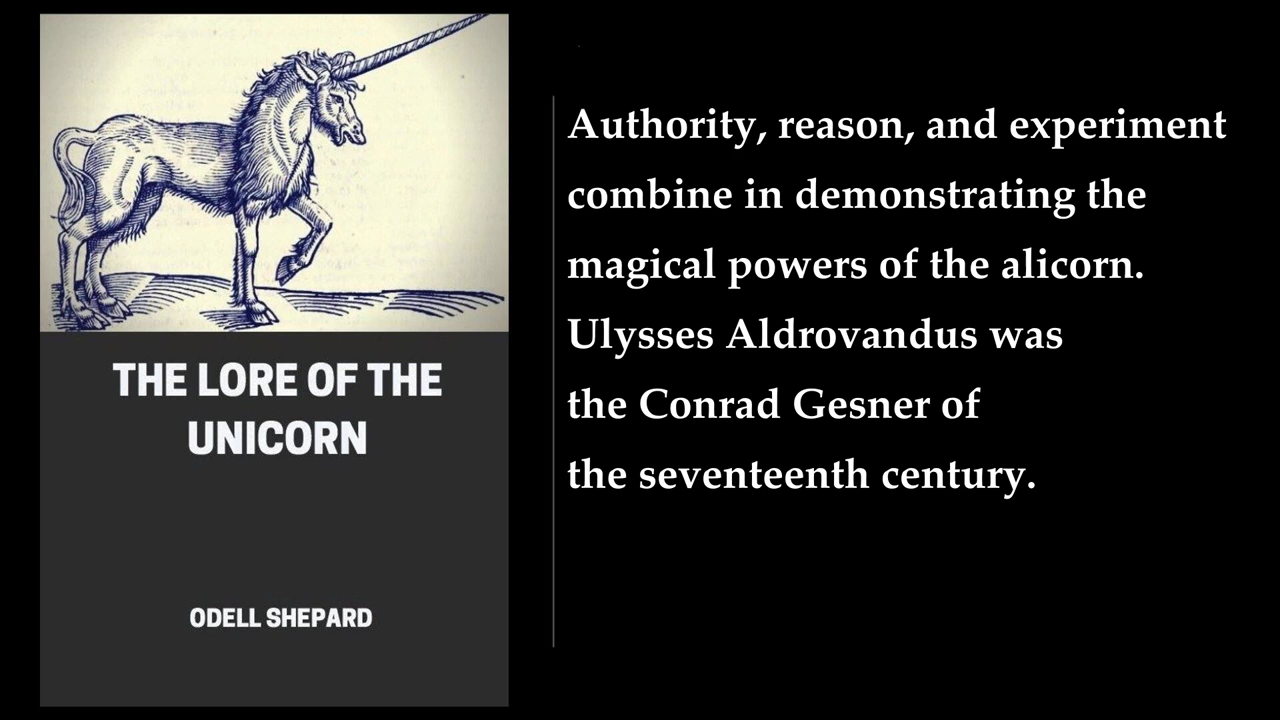 THE LORE OF THE
UNICORN
ODELL SHEPARD
Authority, reason, and experiment
combine in demonstrating the
magical powers of the alicorn.
Ulysses Aldrovandus was
the Conrad Gesner of
the seventeenth century.